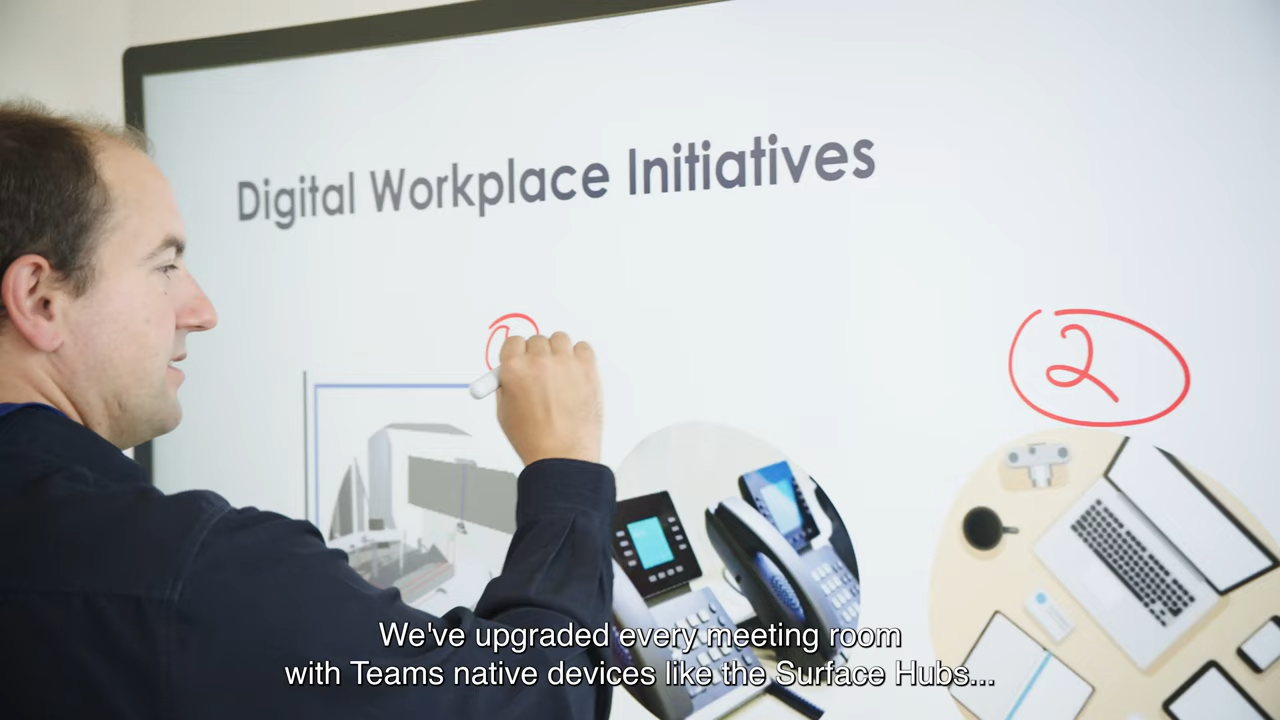 Digital Workplace Initiatives
2
We've upgraded every meeting room
with Teams native devices like the Surface Hubs...